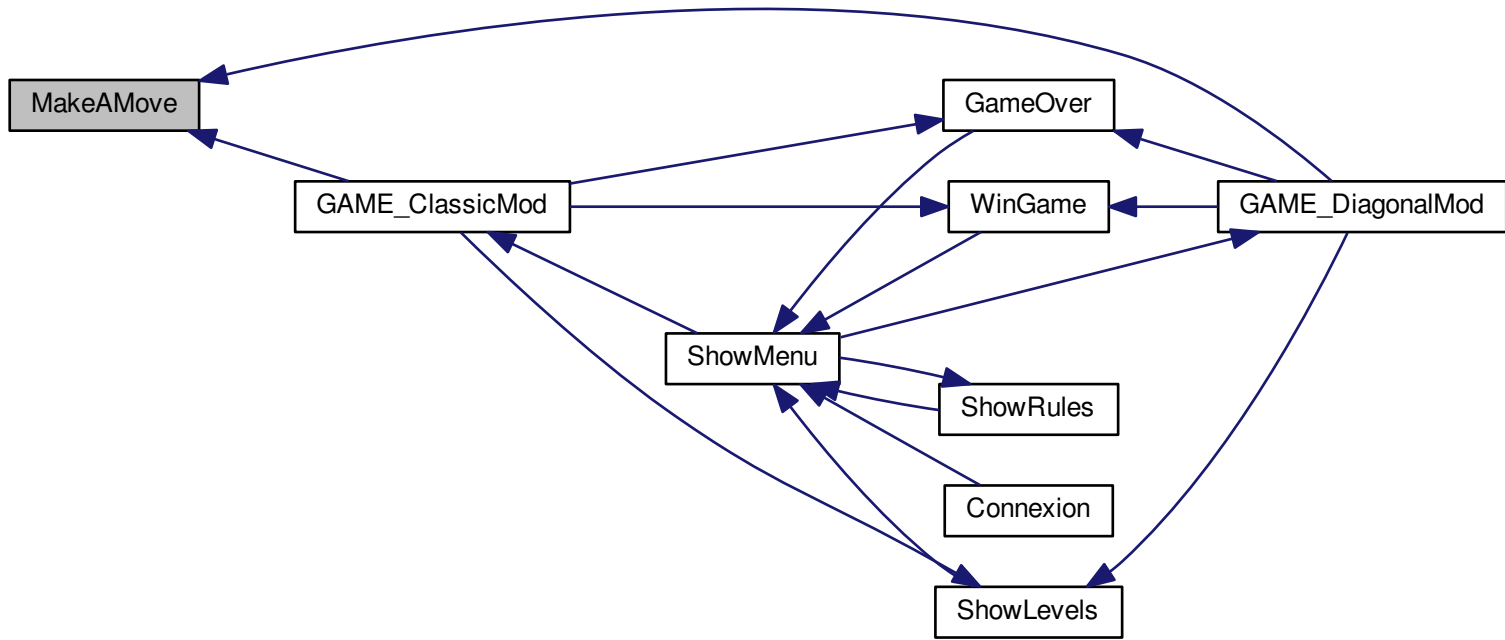 MakeAMove
GameOver
GAME_ClassicMod
WinGame
GAME_DiagonalMod
ShowMenu
ShowRules
Connexion
ShowLevels